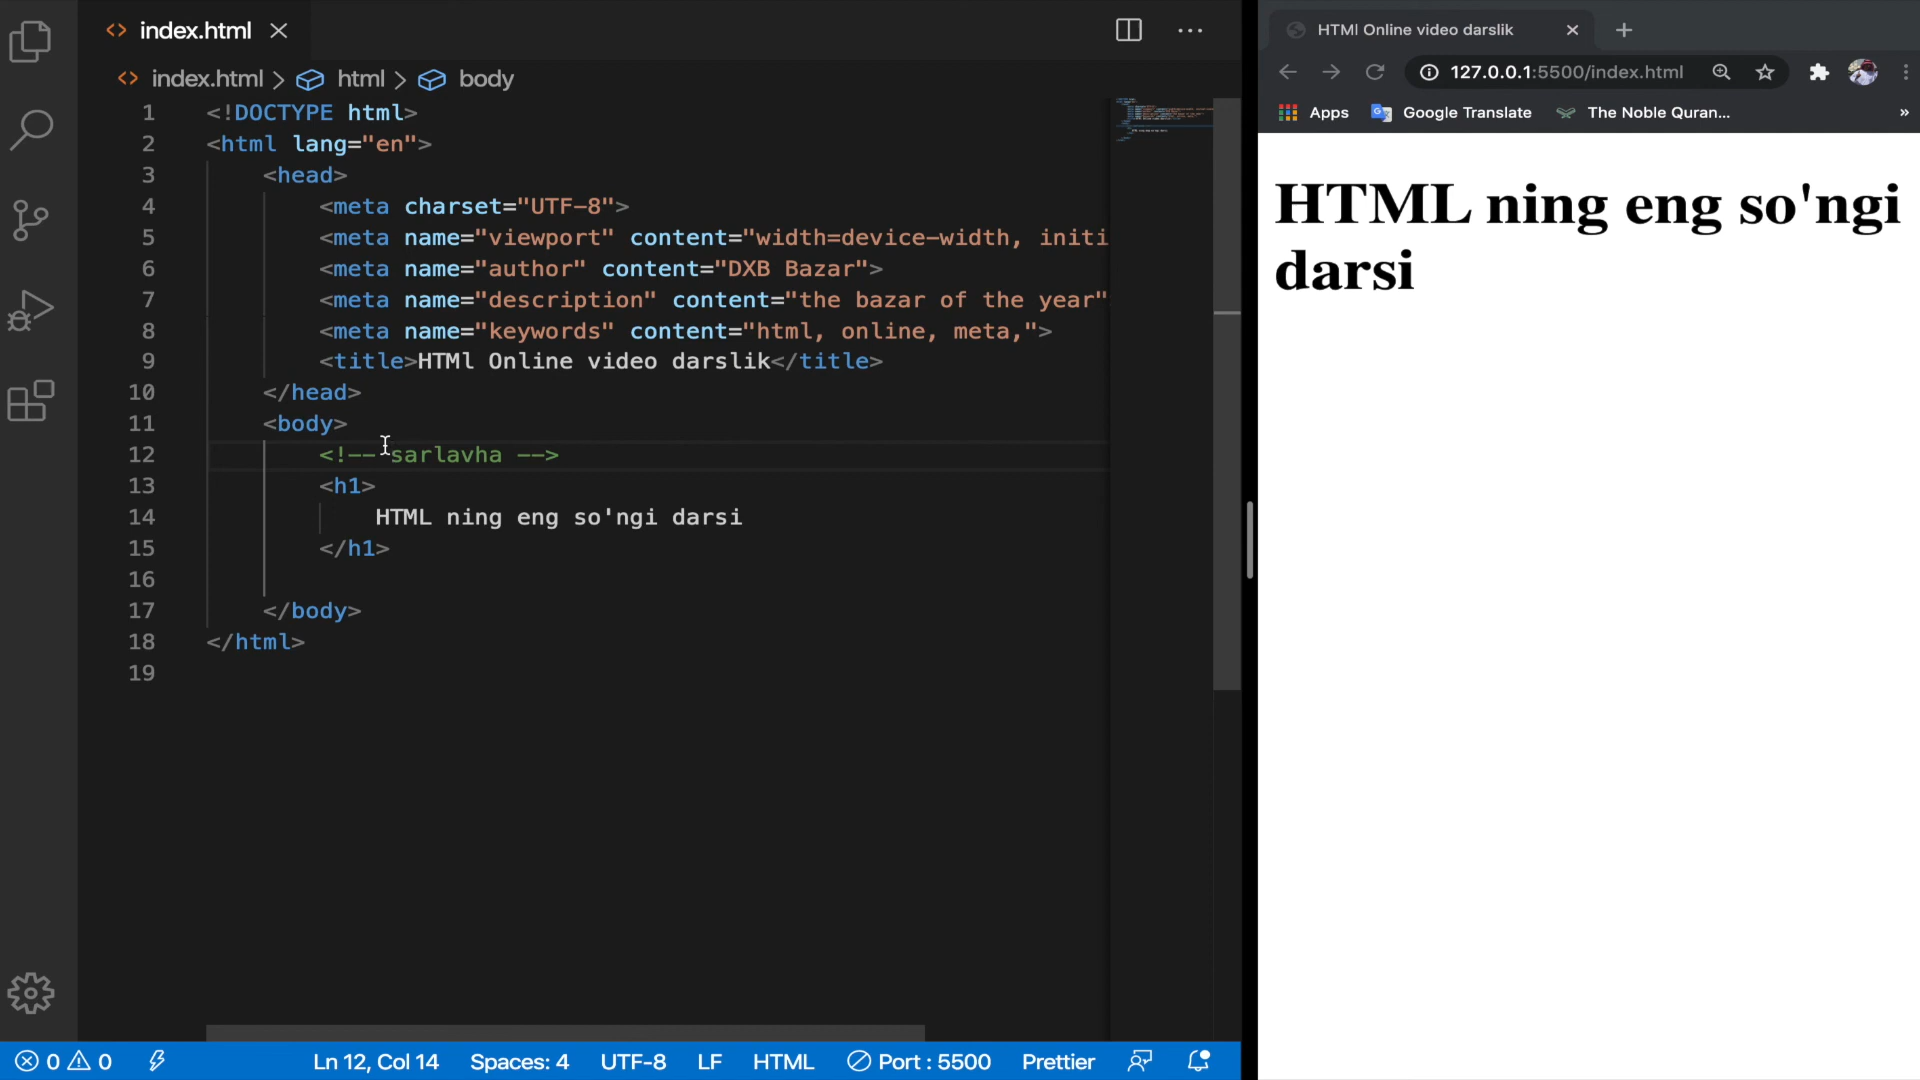 index.html
index.html > html > body
1 <!DOCTYPE html>
2 <html lang="en">
3 <head>
4 <meta charset="UTF-8">
5 <meta name="viewport" content="width=device-width, initi
6 <meta name="author" content="DXB Bazar">
7 <meta name="description" content="the bazar of the year"
8 <meta name="keywords" content="html, online, meta,">
9 <title>HTMl Online video darslik</title>
10 </head>
11 <body>
12 <!-- sarlavha -->
13 <h1>
14 HTML ning eng so'ngi darsi
15 </h1>
16
17 </body>
18 </html>
19
0 0 Ln 12, Col 14 Spaces: 4 UTF-8 LF HTML Port : 5500 Prettier
HTMl Online video darslik
127.0.0.1:5500/index.html
Apps Google Translate The Noble Quran... »
HTML ning eng so'ngi
darsi